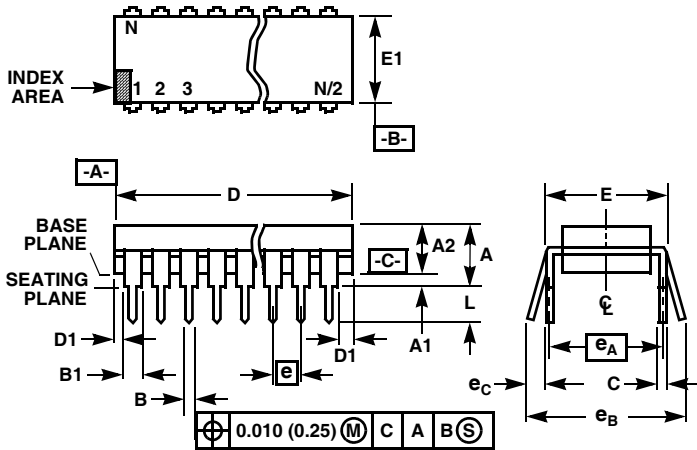 N
INDEX
AREA
1 2 3 N/2
E1
-B-
-A-
D
E
BASE
PLANE
A2
A
-C-
SEATING
PLANE
L
℄
D1
A1
D1
eA
B1
e
eC
C
B
eB
0.010 (0.25) Ⓜ C A B Ⓢ